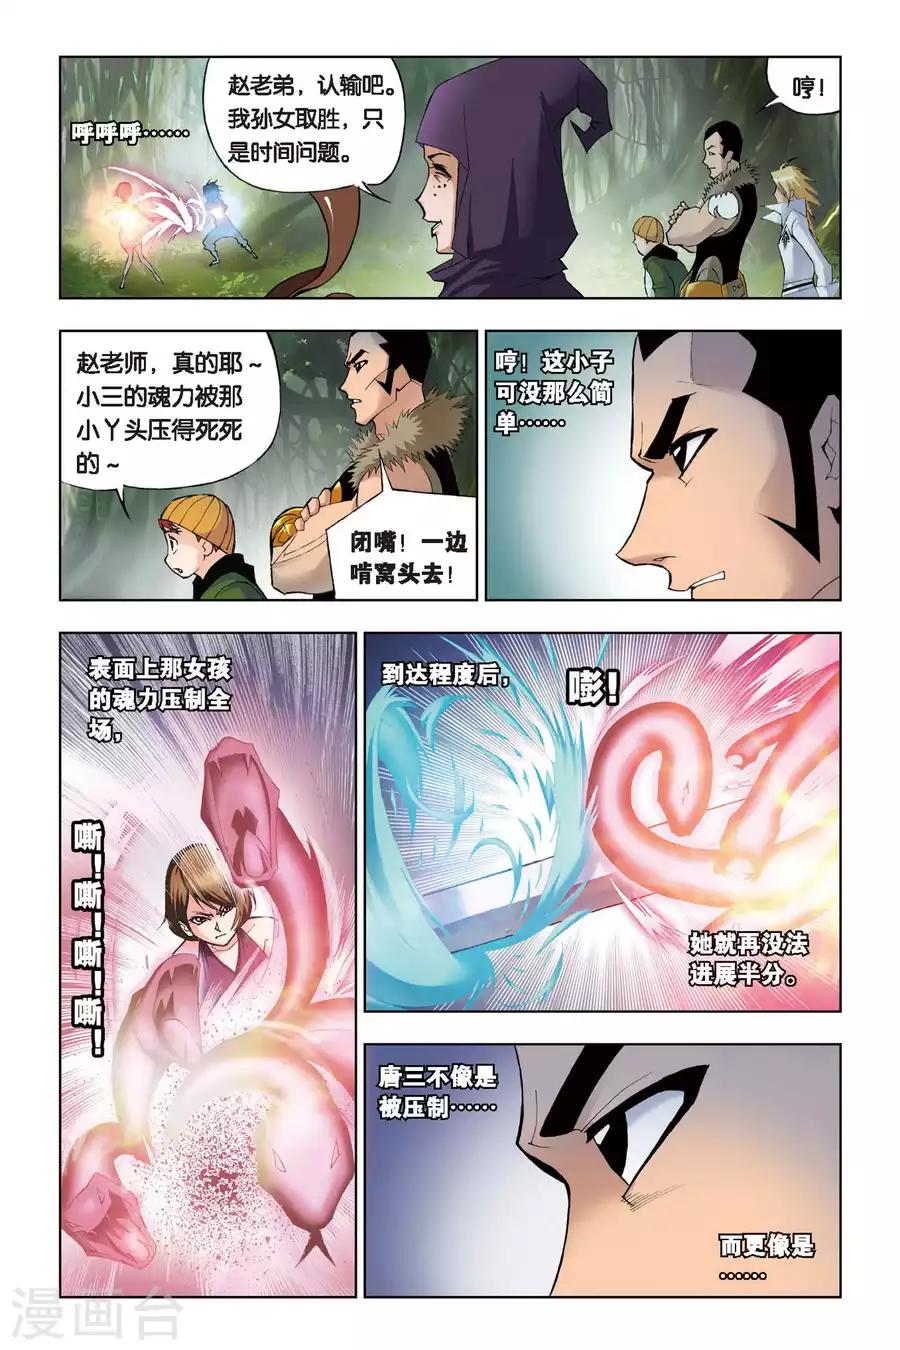 呼呼呼……
赵老弟，认输吧。
我孙女取胜，只
是时间问题。
哼！
赵老师，真的耶～
小三的魂力被那
小丫头压得死死
的～
闭嘴！一边
啃窝头去！
哼！这小子
可没那么简
单……
表面上那女孩
的魂力压制全
场，
嘶——嘶——嘶——嘶——
到达程度后，
嘭！
她就再没法
进展半分。
唐三不像是
被压制……
而更像是
……
漫画台